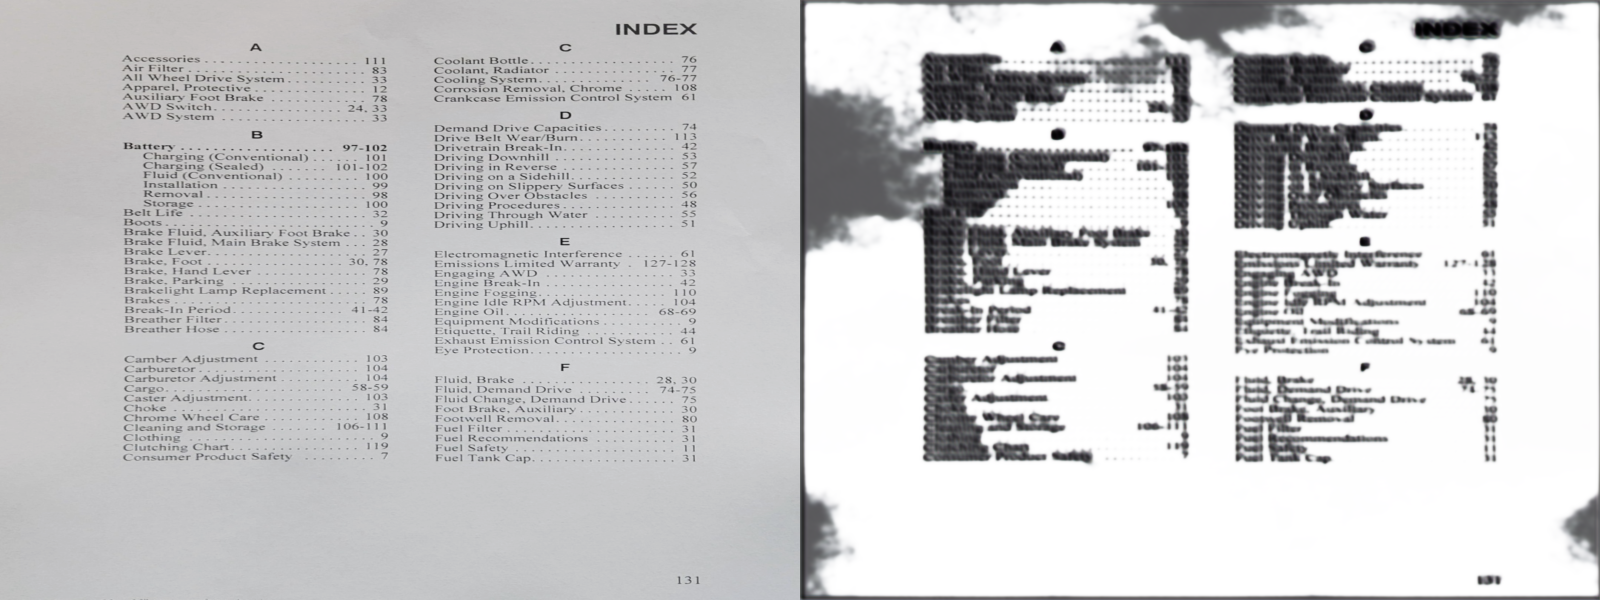 INDEX
A
Accessories 111
Air Filter 83
All Wheel Drive System 33
Apparel, Protective 12
Auxiliary Foot Brake 78
AWD Switch 24, 33
AWD System 33
B
Battery 97-102
Charging (Conventional) 101
Charging (Sealed) 101-102
Fluid (Conventional) 100
Installation 99
Removal 98
Storage 100
Belt Life 32
Boots 9
Brake Fluid, Auxiliary Foot Brake 30
Brake Fluid, Main Brake System 28
Brake Lever 27
Brake, Foot 30, 78
Brake, Hand Lever 78
Brake, Parking 29
Brakelight Lamp Replacement 89
Brakes 78
Break-In Period 41-42
Breather Filter 84
Breather Hose 84
C
Camber Adjustment 103
Carburetor 104
Carburetor Adjustment 104
Cargo 58-59
Caster Adjustment 103
Choke 31
Chrome Wheel Care 108
Cleaning and Storage 106-111
Clothing 9
Clutching Chart 119
Consumer Product Safety 7
C
Coolant Bottle 76
Coolant, Radiator 77
Cooling System 76-77
Corrosion Removal, Chrome 108
Crankcase Emission Control System 61
D
Demand Drive Capacities 74
Drive Belt Wear/Burn 113
Drivetrain Break-In 42
Driving Downhill 53
Driving in Reverse 57
Driving on a Sidehill 52
Driving on Slippery Surfaces 50
Driving Over Obstacles 56
Driving Procedures 48
Driving Through Water 55
Driving Uphill 51
E
Electromagnetic Interference 61
Emissions Limited Warranty 127-128
Engaging AWD 33
Engine Break-In 42
Engine Fogging 110
Engine Idle RPM Adjustment 104
Engine Oil 68-69
Equipment Modifications 9
Etiquette, Trail Riding 44
Exhaust Emission Control System 61
Eye Protection 9
F
Fluid, Brake 28, 30
Fluid, Demand Drive 74-75
Fluid Change, Demand Drive 75
Foot Brake, Auxiliary 30
Footwell Removal 80
Fuel Filter 31
Fuel Recommendations 31
Fuel Safety 11
Fuel Tank Cap 31
131